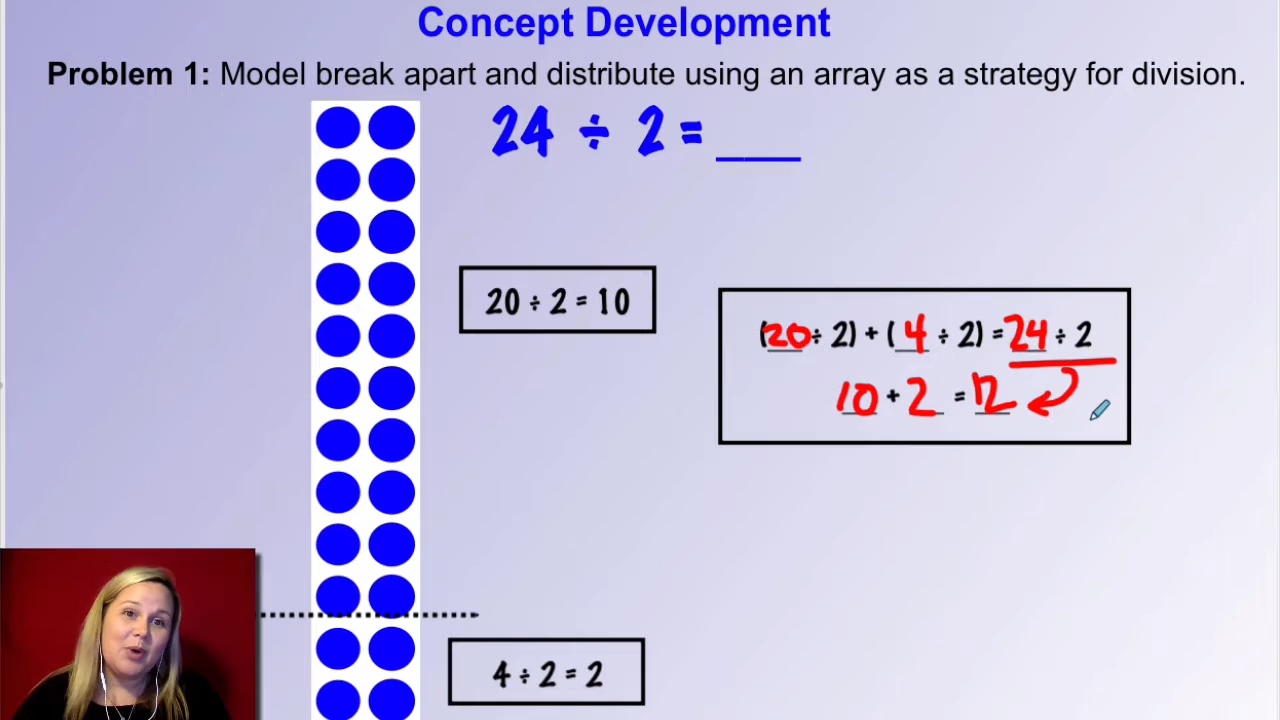 Concept Development
Problem 1: Model break apart and distribute using an array as a strategy for division.
24 ÷ 2 = ___
20 ÷ 2 = 10
(20 ÷ 2) + (4 ÷ 2) = 24 ÷ 2
10 + 2 = 12
4 ÷ 2 = 2